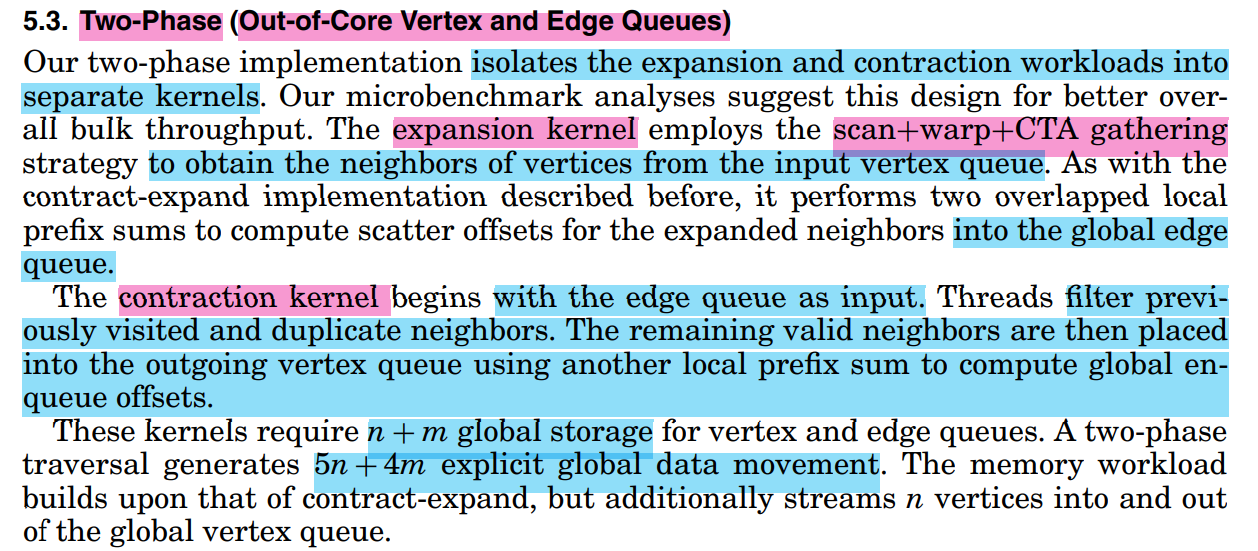 5.3. Two-Phase (Out-of-Core Vertex and Edge Queues)
Our two-phase implementation isolates the expansion and contraction workloads into
separate kernels. Our microbenchmark analyses suggest this design for better over-
all bulk throughput. The expansion kernel employs the scan+warp+CTA gathering
strategy to obtain the neighbors of vertices from the input vertex queue. As with the
contract-expand implementation described before, it performs two overlapped local
prefix sums to compute scatter offsets for the expanded neighbors into the global edge
queue.
The contraction kernel begins with the edge queue as input. Threads filter previ-
ously visited and duplicate neighbors. The remaining valid neighbors are then placed
into the outgoing vertex queue using another local prefix sum to compute global en-
queue offsets.
These kernels require n + m global storage for vertex and edge queues. A two-phase
traversal generates 5n + 4m explicit global data movement. The memory workload
builds upon that of contract-expand, but additionally streams n vertices into and out
of the global vertex queue.